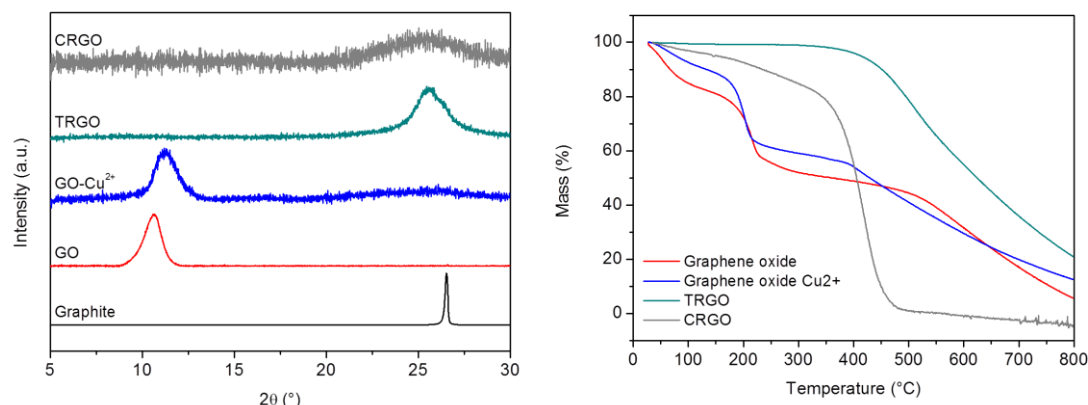 CRGO
TRGO
GO-Cu²⁺
GO
Graphite
Intensity (a.u.)
5 10 15 20 25 30
2θ (°)
100
80
60
40
20
0
Mass (%)
Graphene oxide
Graphene oxide Cu2+
TRGO
CRGO
0 100 200 300 400 500 600 700 800
Temperature (°C)